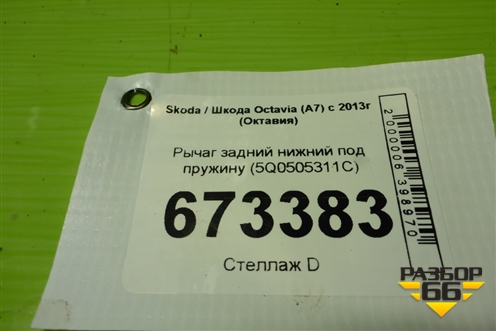 Skoda / Шкода Octavia (A7) с 2013г
(Октавия)
Рычаг задний нижний под
пружину (5Q0505311C)
673383
Стеллаж D
2000006398970
РАЗБОР
66